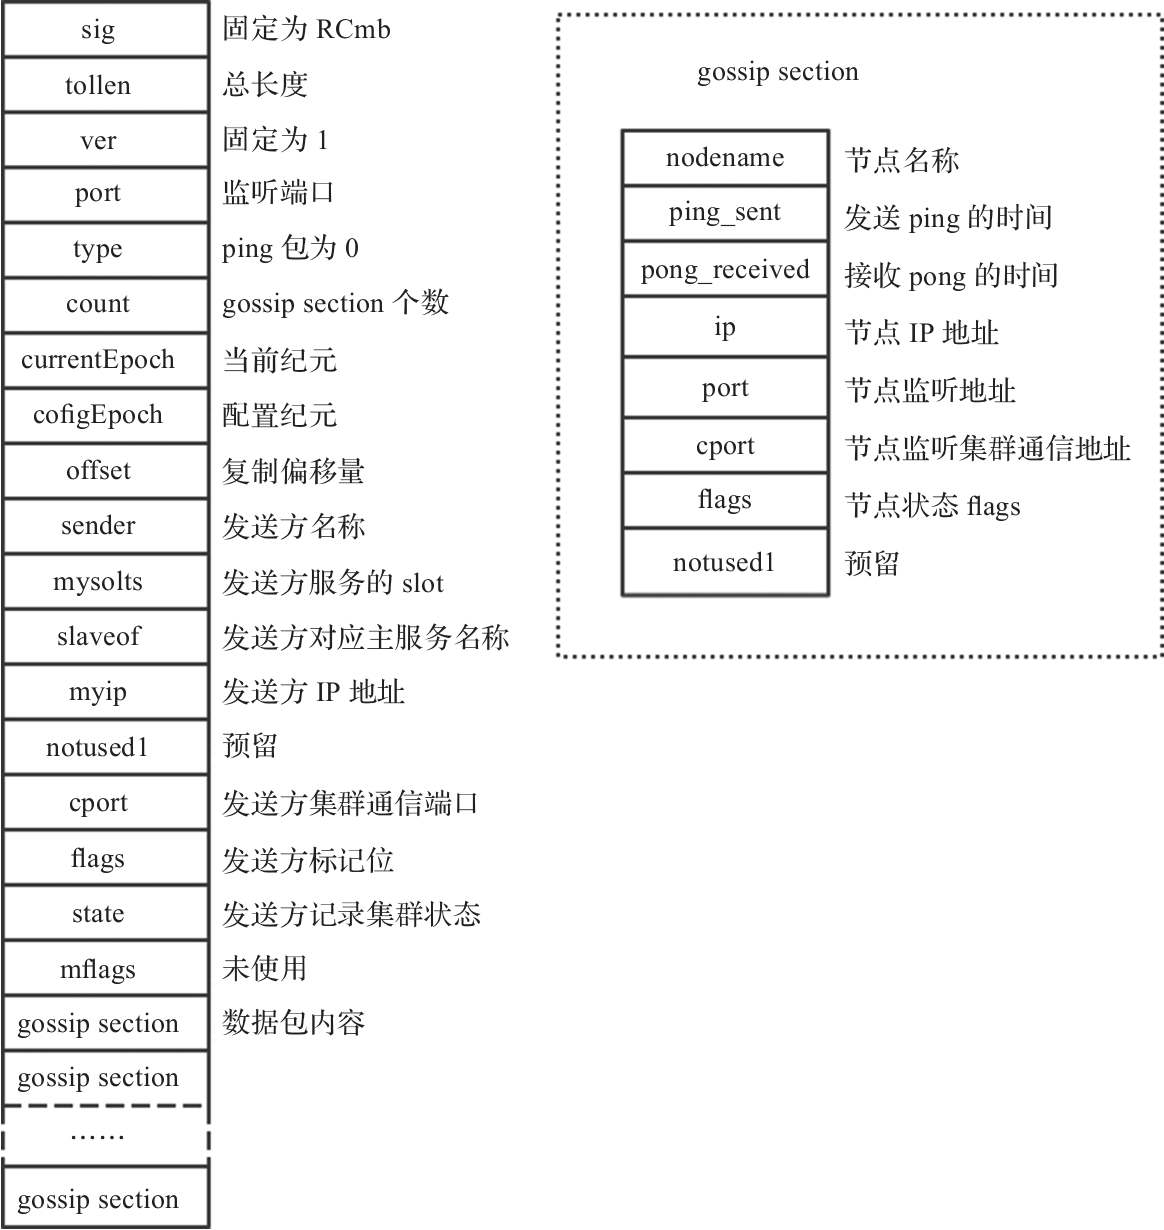 sig 固定为 RCmb
tollen 总长度
ver 固定为 1
port 监听端口
type ping 包为 0
count gossip section 个数
currentEpoch 当前纪元
cofigEpoch 配置纪元
offset 复制偏移量
sender 发送方名称
mysolts 发送方服务的 slot
slaveof 发送方对应主服务名称
myip 发送方 IP 地址
notused1 预留
cport 发送方集群通信端口
flags 发送方标记位
state 发送方记录集群状态
mflags 未使用
gossip section 数据包内容
gossip section
……
gossip section
gossip section
nodename 节点名称
ping_sent 发送 ping 的时间
pong_received 接收 pong 的时间
ip 节点 IP 地址
port 节点监听地址
cport 节点监听集群通信地址
flags 节点状态 flags
notused1 预留